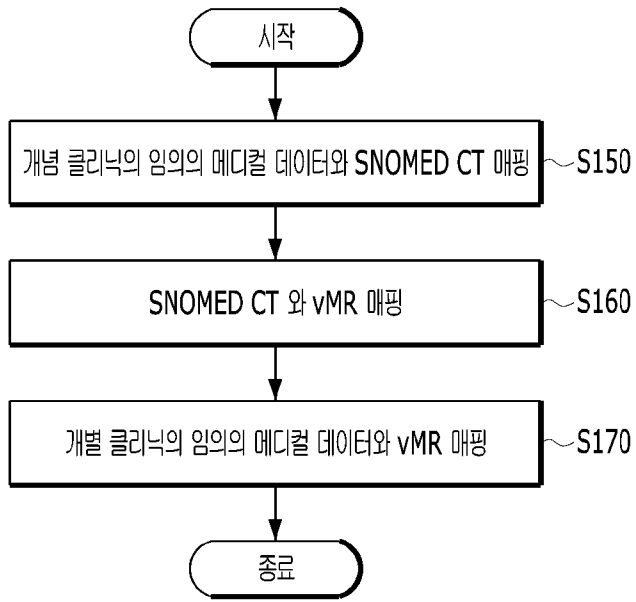 시작
개념 클리닉의 임의의 메디컬 데이터와 SNOMED CT 매핑
S150
SNOMED CT 와 vMR 매핑
S160
개별 클리닉의 임의의 메디컬 데이터와 vMR 매핑
S170
종료